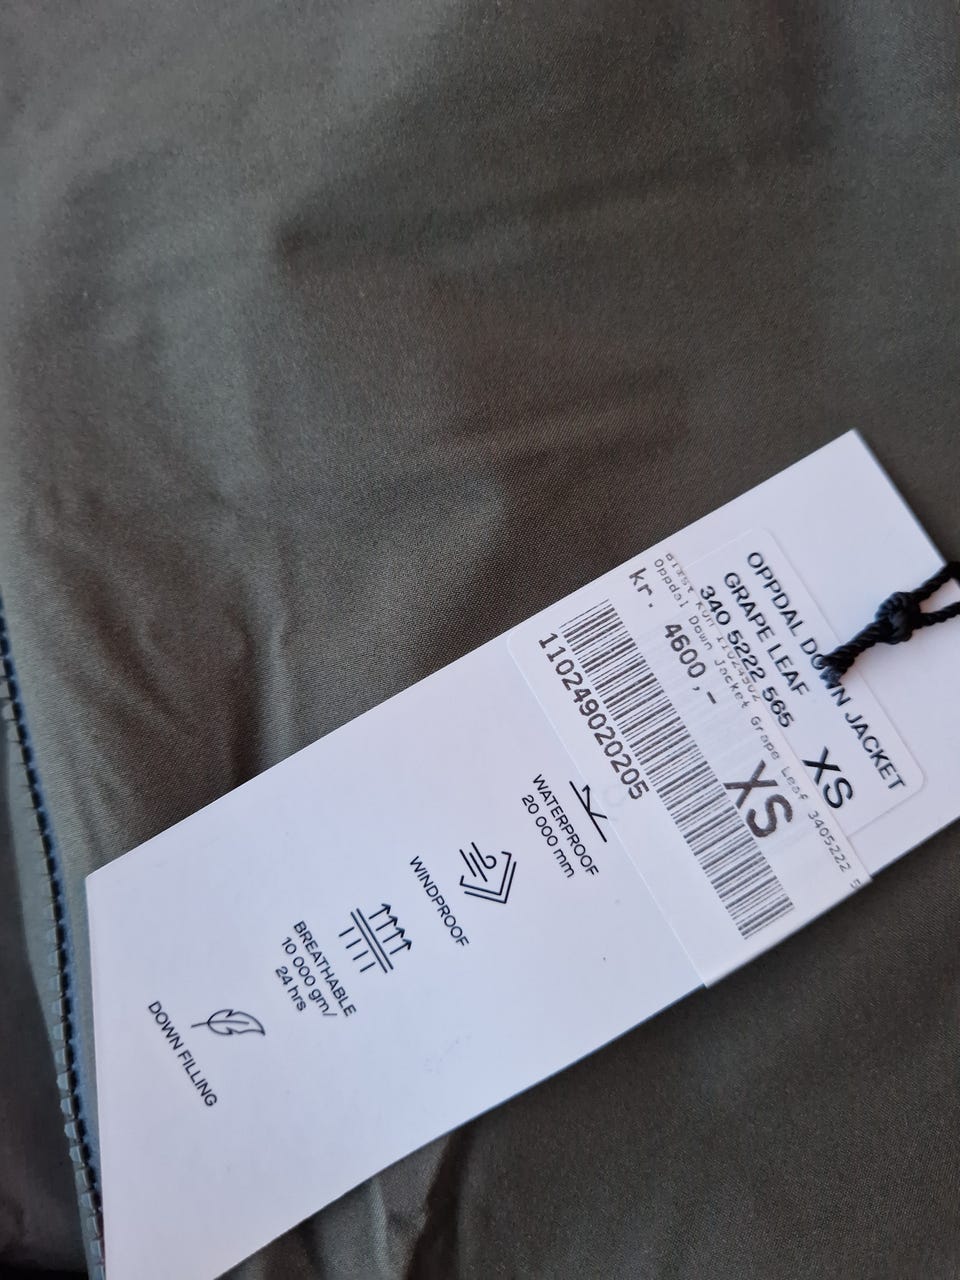 OPPDAL DOWN JACKET
GRAPE LEAF
340 5222 565 XS
Oppdal Down Jacket Grape Leaf 3405222 5
kr. 4600,-
XS
110249020205
WATERPROOF
20 000 mm
WINDPROOF
BREATHABLE
10 000 gm/
24 hrs
DOWN FILLING